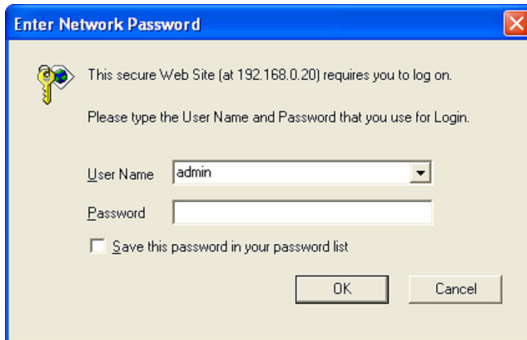 Enter Network Password
This secure Web Site (at 192.168.0.20) requires you to log on.
Please type the User Name and Password that you use for Login.
User Name admin
Password
Save this password in your password list
OK Cancel